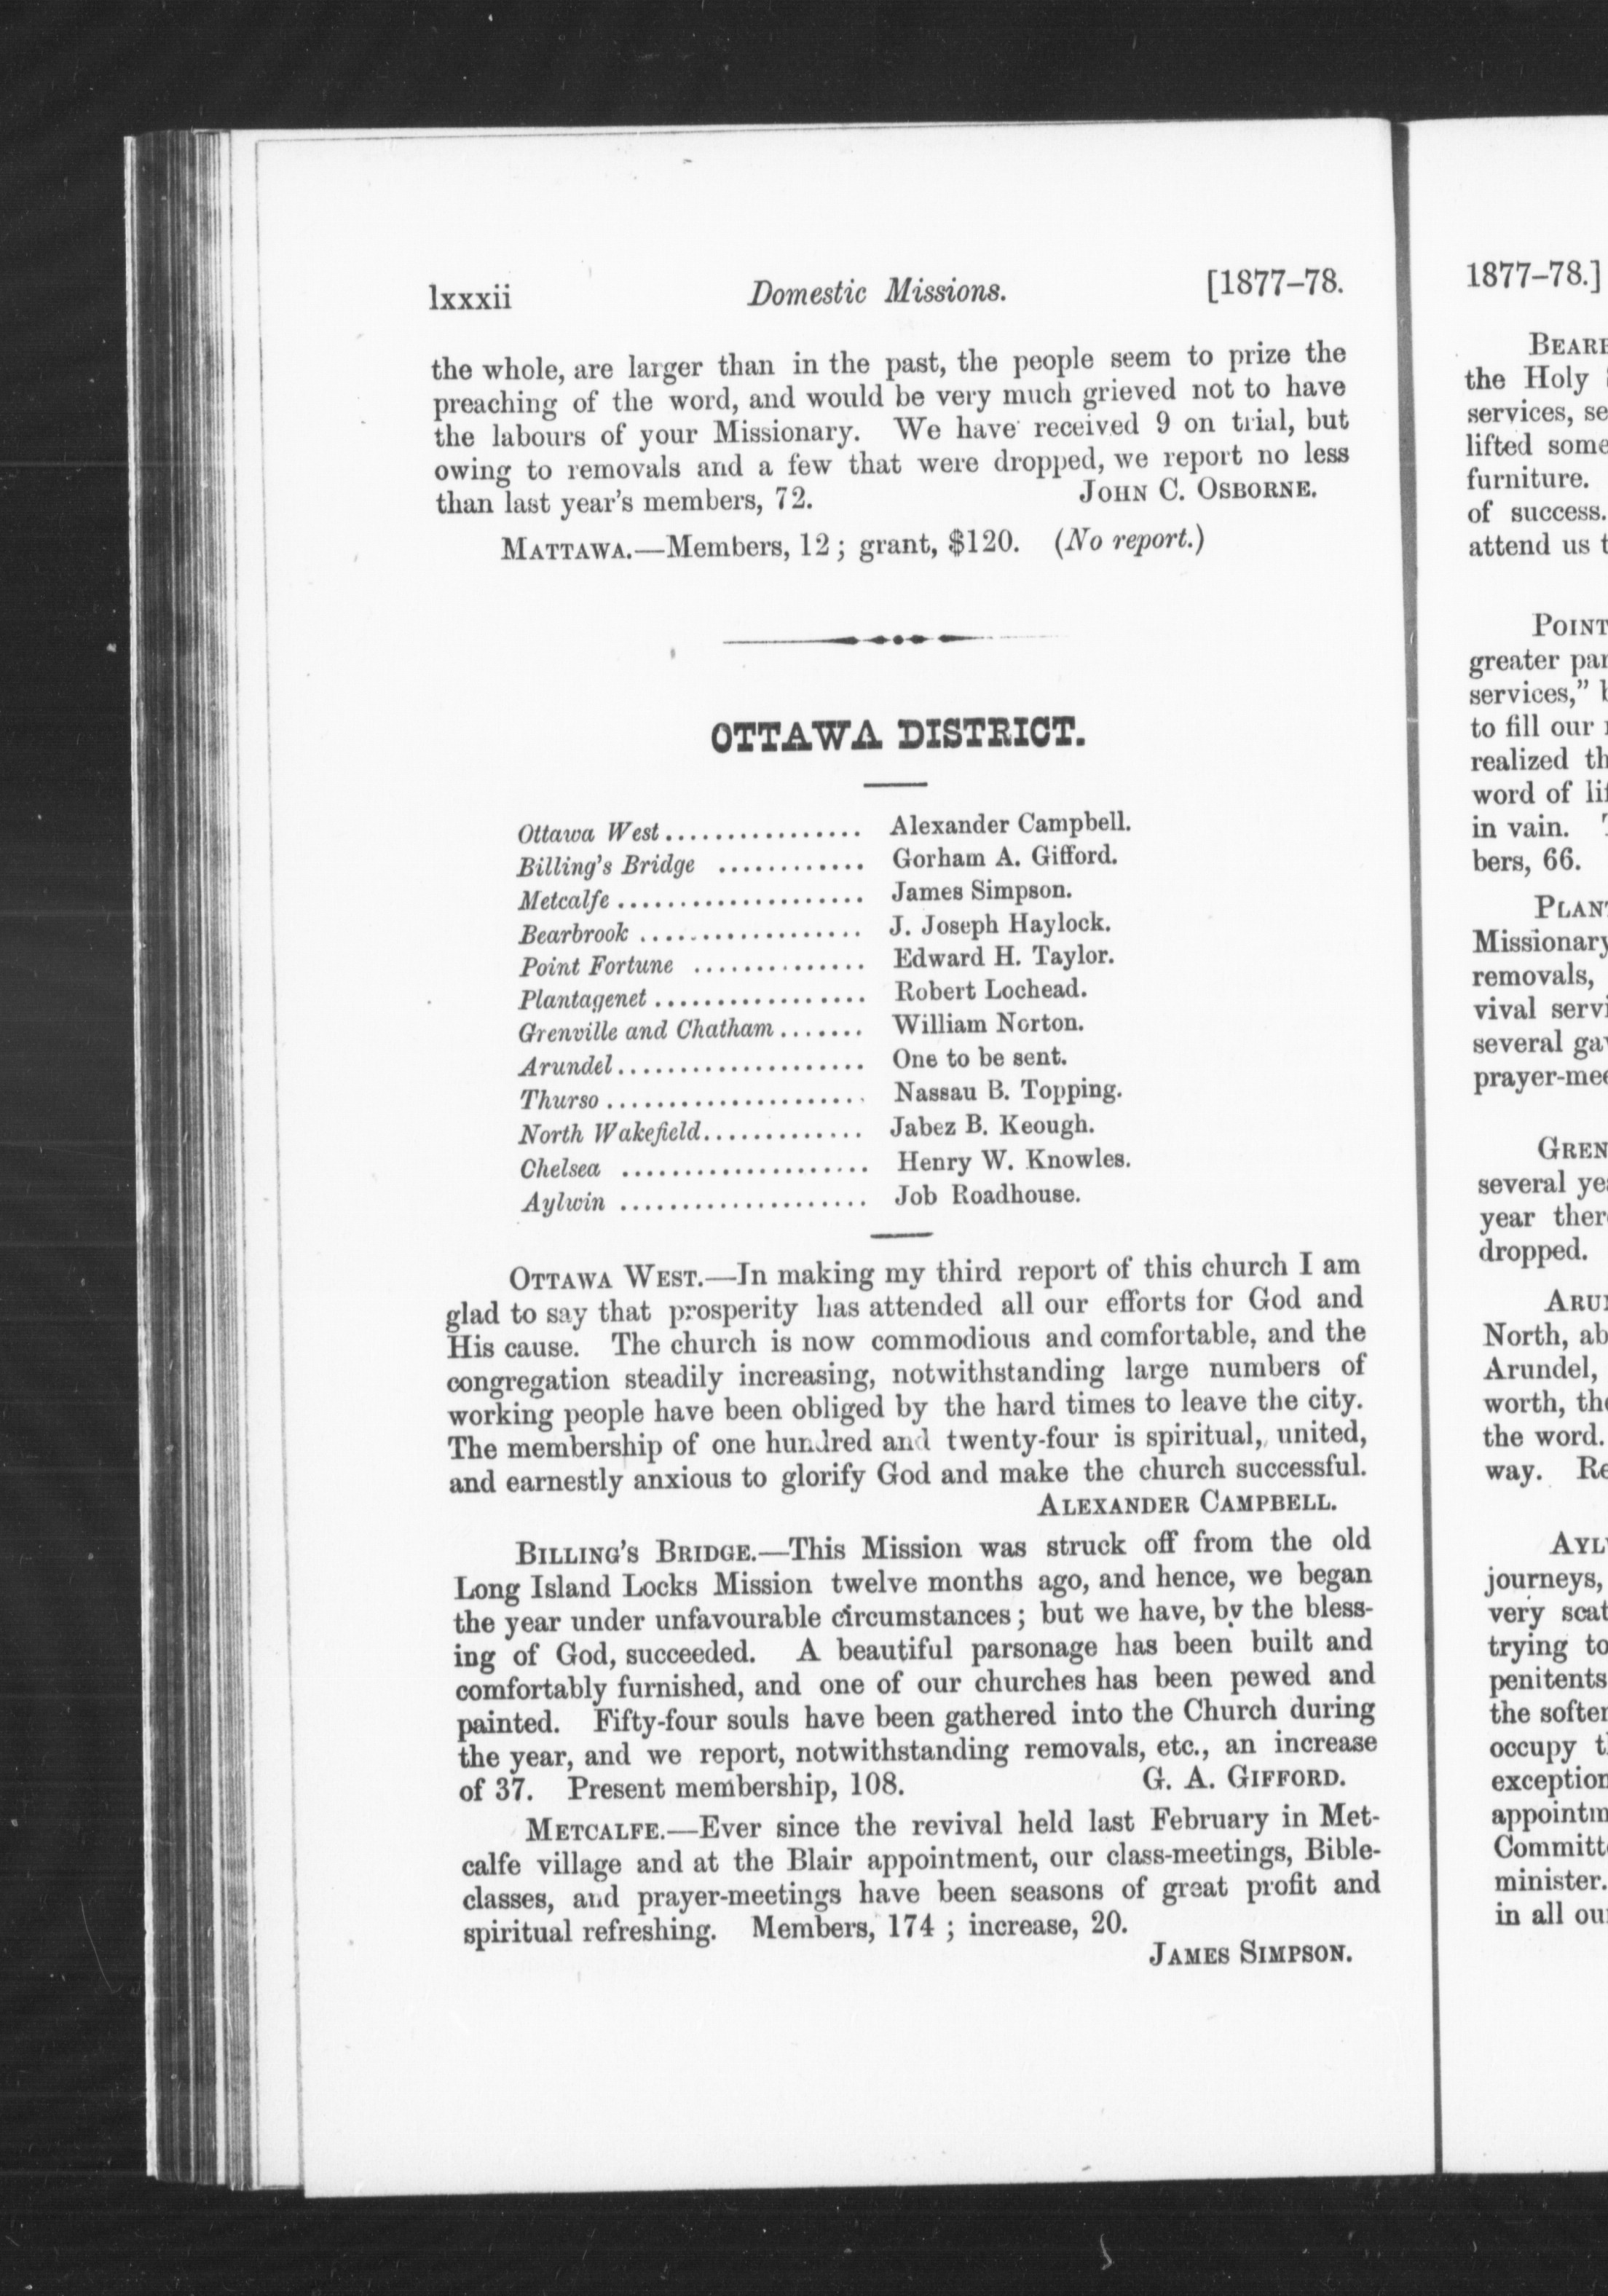 lxxxii Domestic Missions. [1877–78.
the whole, are larger than in the past, the people seem to prize the
preaching of the word, and would be very much grieved not to have
the labours of your Missionary. We have received 9 on trial, but
owing to removals and a few that were dropped, we report no less
than last year's members, 72. JOHN C. OSBORNE.
MATTAWA.—Members, 12; grant, $120. (No report.)
OTTAWA DISTRICT.
Ottawa West................ Alexander Campbell.
Billing's Bridge ............ Gorham A. Gifford.
Metcalfe .................... James Simpson.
Bearbrook .................. J. Joseph Haylock.
Point Fortune .............. Edward H. Taylor.
Plantagenet ................. Robert Lochead.
Grenville and Chatham ....... William Norton.
Arundel.................... One to be sent.
Thurso ..................... Nassau B. Topping.
North Wakefield............. Jabez B. Keough.
Chelsea .................... Henry W. Knowles.
Aylwin .................... Job Roadhouse.
OTTAWA WEST.—In making my third report of this church I am
glad to say that prosperity has attended all our efforts for God and
His cause. The church is now commodious and comfortable, and the
congregation steadily increasing, notwithstanding large numbers of
working people have been obliged by the hard times to leave the city.
The membership of one hundred and twenty-four is spiritual, united,
and earnestly anxious to glorify God and make the church successful.
ALEXANDER CAMPBELL.
BILLING'S BRIDGE.—This Mission was struck off from the old
Long Island Locks Mission twelve months ago, and hence, we began
the year under unfavourable circumstances; but we have, by the bless-
ing of God, succeeded. A beautiful parsonage has been built and
comfortably furnished, and one of our churches has been pewed and
painted. Fifty-four souls have been gathered into the Church during
the year, and we report, notwithstanding removals, etc., an increase
of 37. Present membership, 108. G. A. GIFFORD.
METCALFE.—Ever since the revival held last February in Met-
calfe village and at the Blair appointment, our class-meetings, Bible-
classes, and prayer-meetings have been seasons of great profit and
spiritual refreshing. Members, 174 ; increase, 20.
JAMES SIMPSON.
1877–78.]
the Holy
services,
lifted some
furniture.
of success.
attend us
POINT
greater
services,"
to fill our
realized
word of
in vain.
bers, 66.
Missionary
removals,
vival
several
GREN
several
year
dropped.
North,
Arundel,
worth,
the word.
way.
journeys,
very
trying to
penitents
the
occupy
minister.
in all